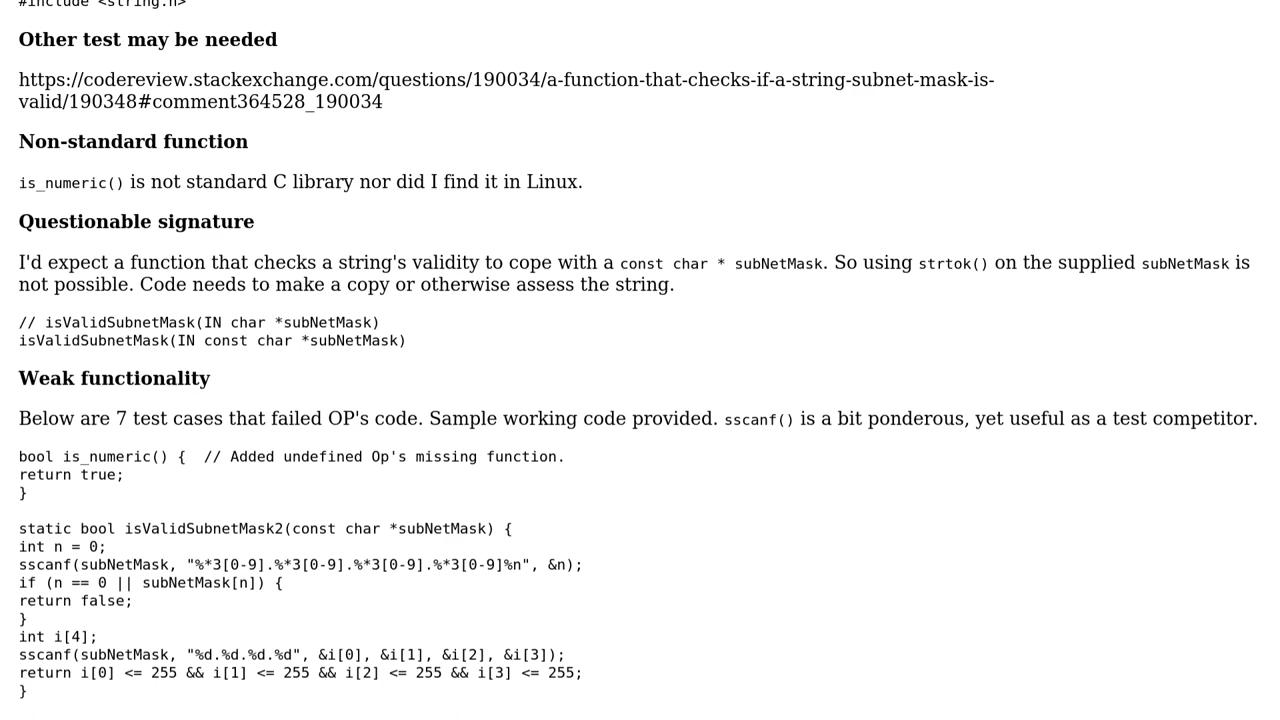 #include <string.h>
Other test may be needed
https://codereview.stackexchange.com/questions/190034/a-function-that-checks-if-a-string-subnet-mask-is-
valid/190348#comment364528_190034
Non-standard function
is_numeric() is not standard C library nor did I find it in Linux.
Questionable signature
I'd expect a function that checks a string's validity to cope with a const char * subNetMask. So using strtok() on the supplied subNetMask is
not possible. Code needs to make a copy or otherwise assess the string.
// isValidSubnetMask(IN char *subNetMask)
isValidSubnetMask(IN const char *subNetMask)
Weak functionality
Below are 7 test cases that failed OP's code. Sample working code provided. sscanf() is a bit ponderous, yet useful as a test competitor.
bool is_numeric() {  // Added undefined Op's missing function.
return true;
}
static bool isValidSubnetMask2(const char *subNetMask) {
int n = 0;
sscanf(subNetMask, "%*3[0-9].%*3[0-9].%*3[0-9].%*3[0-9]%n", &n);
if (n == 0 || subNetMask[n]) {
return false;
}
int i[4];
sscanf(subNetMask, "%d.%d.%d.%d", &i[0], &i[1], &i[2], &i[3]);
return i[0] <= 255 && i[1] <= 255 && i[2] <= 255 && i[3] <= 255;
}